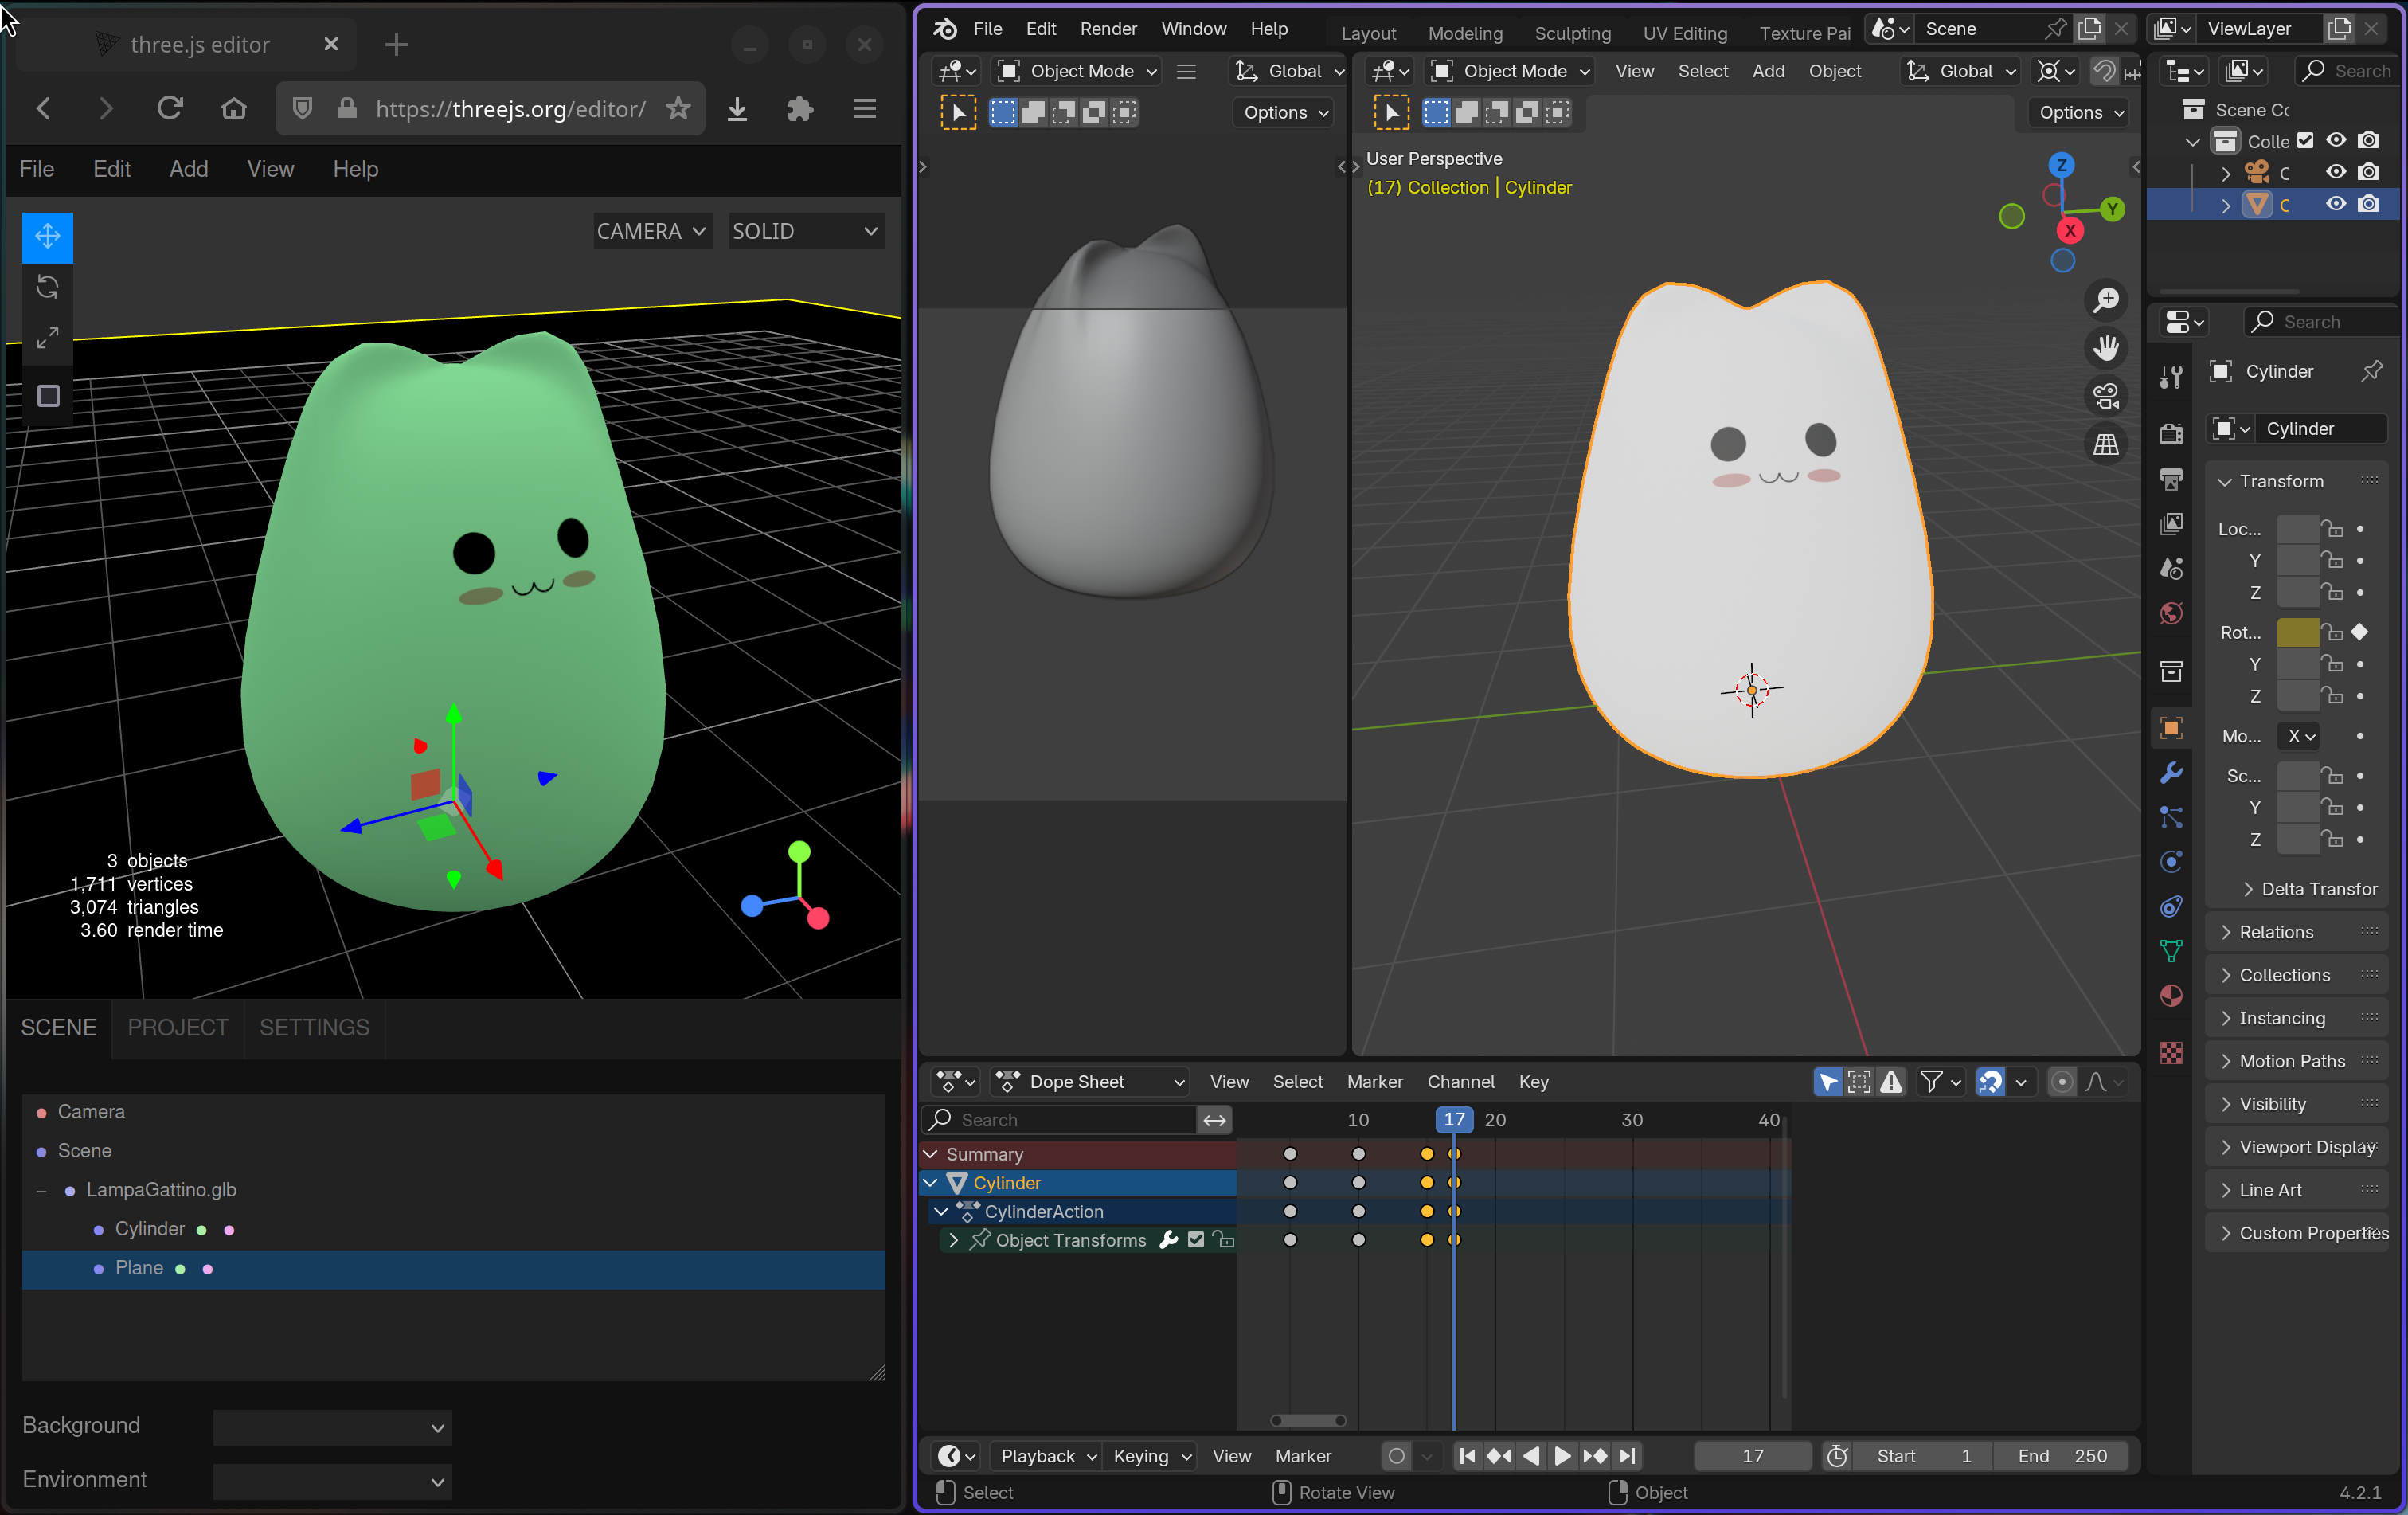 three.js editor
https://threejs.org/editor/
File Edit Add View Help
CAMERA SOLID
3 objects
1,711 vertices
3,074 triangles
3.60 render time
SCENE PROJECT SETTINGS
Camera
Scene
LampaGattino.glb
Cylinder
Plane
Background
Environment
File Edit Render Window Help Layout Modeling Sculpting UV Editing Texture Pai Scene ViewLayer
Object Mode Global
Options
Object Mode View Select Add Object Global
Options
User Perspective
(17) Collection | Cylinder
Z
Y
X
Search
Scene Cc
Colle
C
C
Search
Cylinder
Cylinder
Transform
Loc...
Y
Z
Rot...
Y
Z
Mo... X
Sc...
Y
Z
Delta Transfor
Relations
Collections
Instancing
Motion Paths
Visibility
Viewport Display
Line Art
Custom Properties
Dope Sheet View Select Marker Channel Key
Search 10 17 20 30 40
Summary
Cylinder
CylinderAction
Object Transforms
Playback Keying View Marker 17 Start 1 End 250
Select Rotate View Object 4.2.1